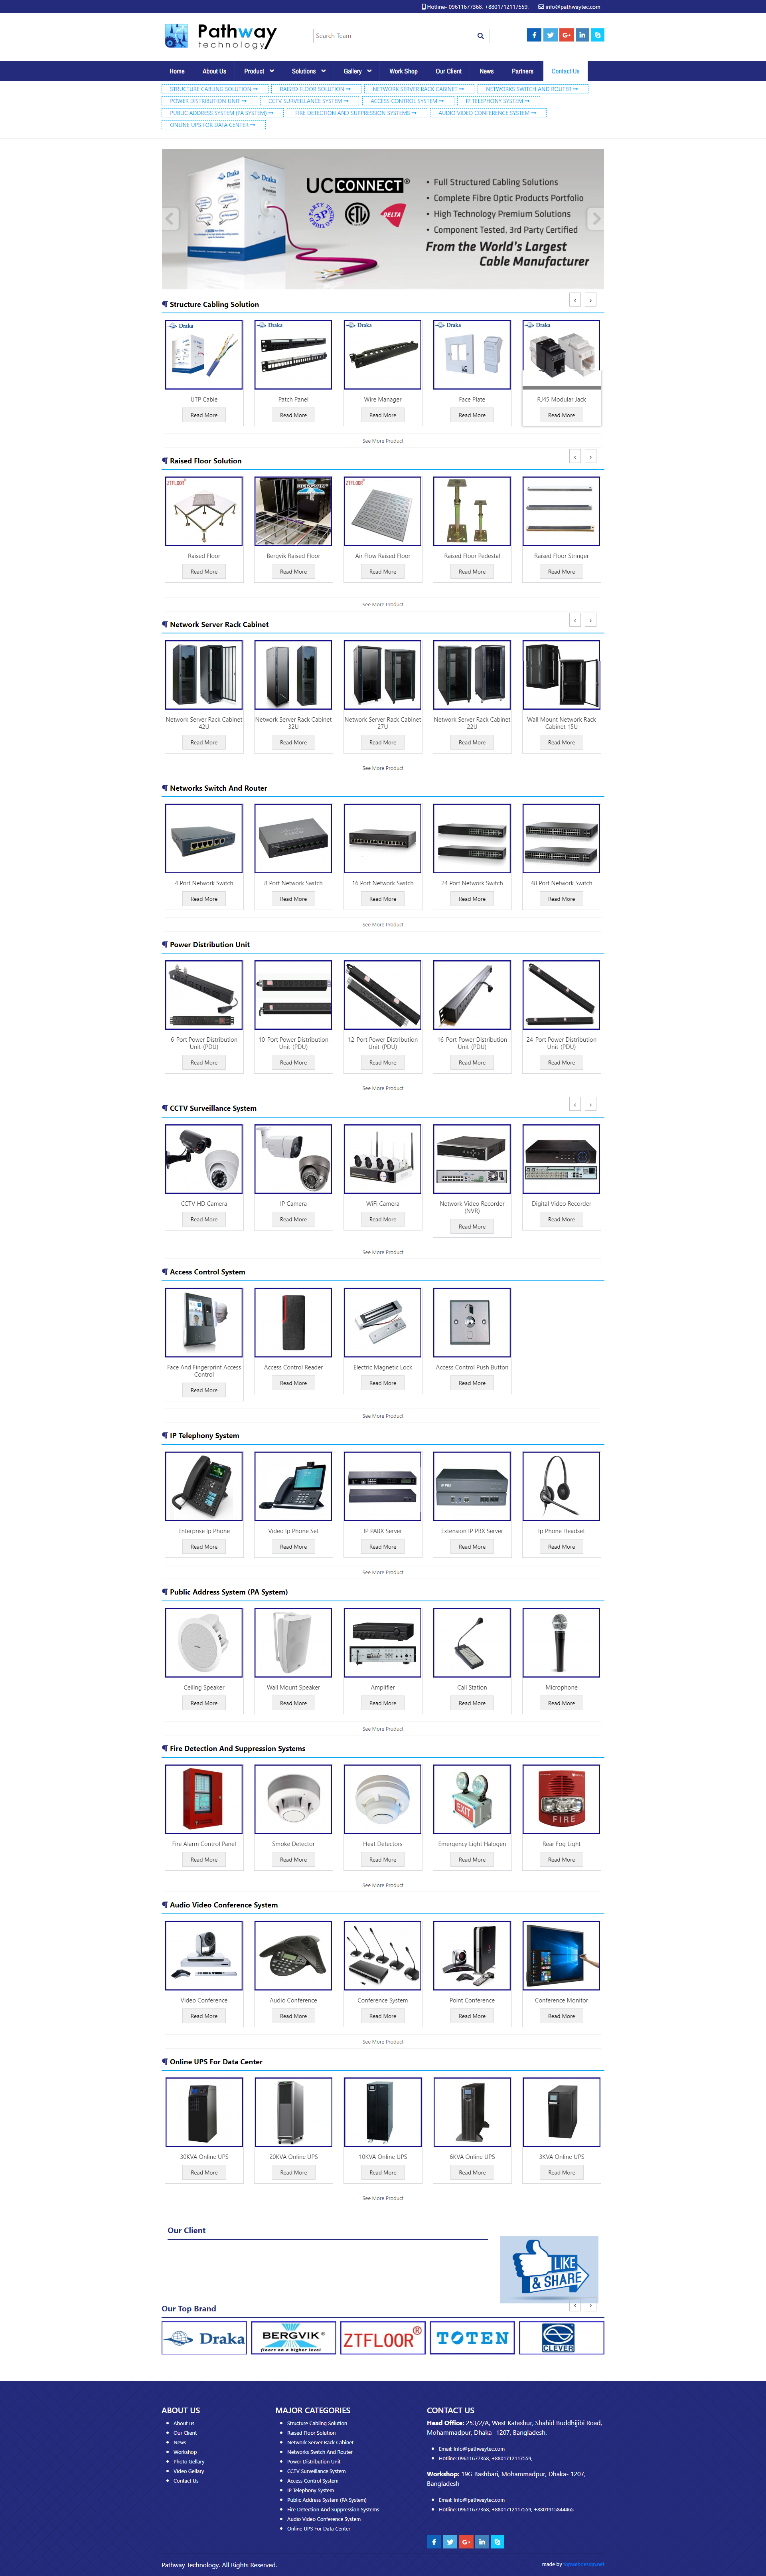 Hotline- 09611677368, +8801712117559, info@pathwaytec.com
Pathway technology
Search Team
Home About Us Product Solutions Gallery Work Shop Our Client News Partners Contact Us
STRUCTURE CABLING SOLUTION RAISED FLOOR SOLUTION NETWORK SERVER RACK CABINET NETWORKS SWITCH AND ROUTER
POWER DISTRIBUTION UNIT CCTV SURVEILLANCE SYSTEM ACCESS CONTROL SYSTEM IP TELEPHONY SYSTEM
PUBLIC ADDRESS SYSTEM (PA SYSTEM) FIRE DETECTION AND SUPPRESSION SYSTEMS AUDIO VIDEO CONFERENCE SYSTEM
ONLINE UPS FOR DATA CENTER
Draka
UC CONNECT®
3P ETL DELTA
• Full Structured Cabling Solutions
• Complete Fibre Optic Products Portfolio
• High Technology Premium Solutions
• Component Tested, 3rd Party Certified
From the World's Largest
Cable Manufacturer
Structure Cabling Solution
Draka Draka Draka Draka Draka
UTP Cable Patch Panel Wire Manager Face Plate RJ45 Modular Jack
Read More Read More Read More Read More Read More
See More Product
Raised Floor Solution
ZTFLOOR BERGVIK ZTFLOOR
Raised Floor Bergvik Raised Floor Air Flow Raised Floor Raised Floor Pedestal Raised Floor Stringer
Read More Read More Read More Read More Read More
See More Product
Network Server Rack Cabinet
Network Server Rack Cabinet 42U Network Server Rack Cabinet 32U Network Server Rack Cabinet 27U Network Server Rack Cabinet 22U Wall Mount Network Rack Cabinet 15U
Read More Read More Read More Read More Read More
See More Product
Networks Switch And Router
4 Port Network Switch 8 Port Network Switch 16 Port Network Switch 24 Port Network Switch 48 Port Network Switch
Read More Read More Read More Read More Read More
See More Product
Power Distribution Unit
6-Port Power Distribution Unit-(PDU) 10-Port Power Distribution Unit-(PDU) 12-Port Power Distribution Unit-(PDU) 16-Port Power Distribution Unit-(PDU) 24-Port Power Distribution Unit-(PDU)
Read More Read More Read More Read More Read More
See More Product
CCTV Surveillance System
CCTV HD Camera IP Camera WiFi Camera Network Video Recorder (NVR) Digital Video Recorder
Read More Read More Read More Read More Read More
See More Product
Access Control System
Face And Fingerprint Access Control Access Control Reader Electric Magnetic Lock Access Control Push Button
Read More Read More Read More Read More
See More Product
IP Telephony System
Enterprise Ip Phone Video Ip Phone Set IP PABX Server Extension IP PBX Server Ip Phone Headset
Read More Read More Read More Read More Read More
See More Product
Public Address System (PA System)
Ceiling Speaker Wall Mount Speaker Amplifier Call Station Microphone
Read More Read More Read More Read More Read More
See More Product
Fire Detection And Suppression Systems
EXIT FIRE
Fire Alarm Control Panel Smoke Detector Heat Detectors Emergency Light Halogen Rear Fog Light
Read More Read More Read More Read More Read More
See More Product
Audio Video Conference System
Video Conference Audio Conference Conference System Point Conference Conference Monitor
Read More Read More Read More Read More Read More
See More Product
Online UPS For Data Center
30KVA Online UPS 20KVA Online UPS 10KVA Online UPS 6KVA Online UPS 3KVA Online UPS
Read More Read More Read More Read More Read More
See More Product
Our Client
LIKE & SHARE
Our Top Brand
Draka BERGVIK floors on a higher level ZTFLOOR® TOTEN CLEVER
ABOUT US
About us
Our Client
News
Workshop
Photo Gellary
Video Gellary
Contact Us
MAJOR CATEGORIES
Structure Cabling Solution
Raised Floor Solution
Network Server Rack Cabinet
Networks Switch And Router
Power Distribution Unit
CCTV Surveillance System
Access Control System
IP Telephony System
Public Address System (PA System)
Fire Detection And Suppression Systems
Audio Video Conference System
Online UPS For Data Center
CONTACT US
Head Office: 253/2/A, West Katashur, Shahid Buddhijibi Road,
Mohammadpur, Dhaka- 1207, Bangladesh.
Email: Info@pathwaytec.com
Hotline: 09611677368, +8801712117559,
Workshop: 19G Bashbari, Mohammadpur, Dhaka- 1207,
Bangladesh
Email: Info@pathwaytec.com
Hotline: 09611677368, +8801712117559, +8801915844465
Pathway Technology. All Rights Reserved.
made by topwebdesign.net